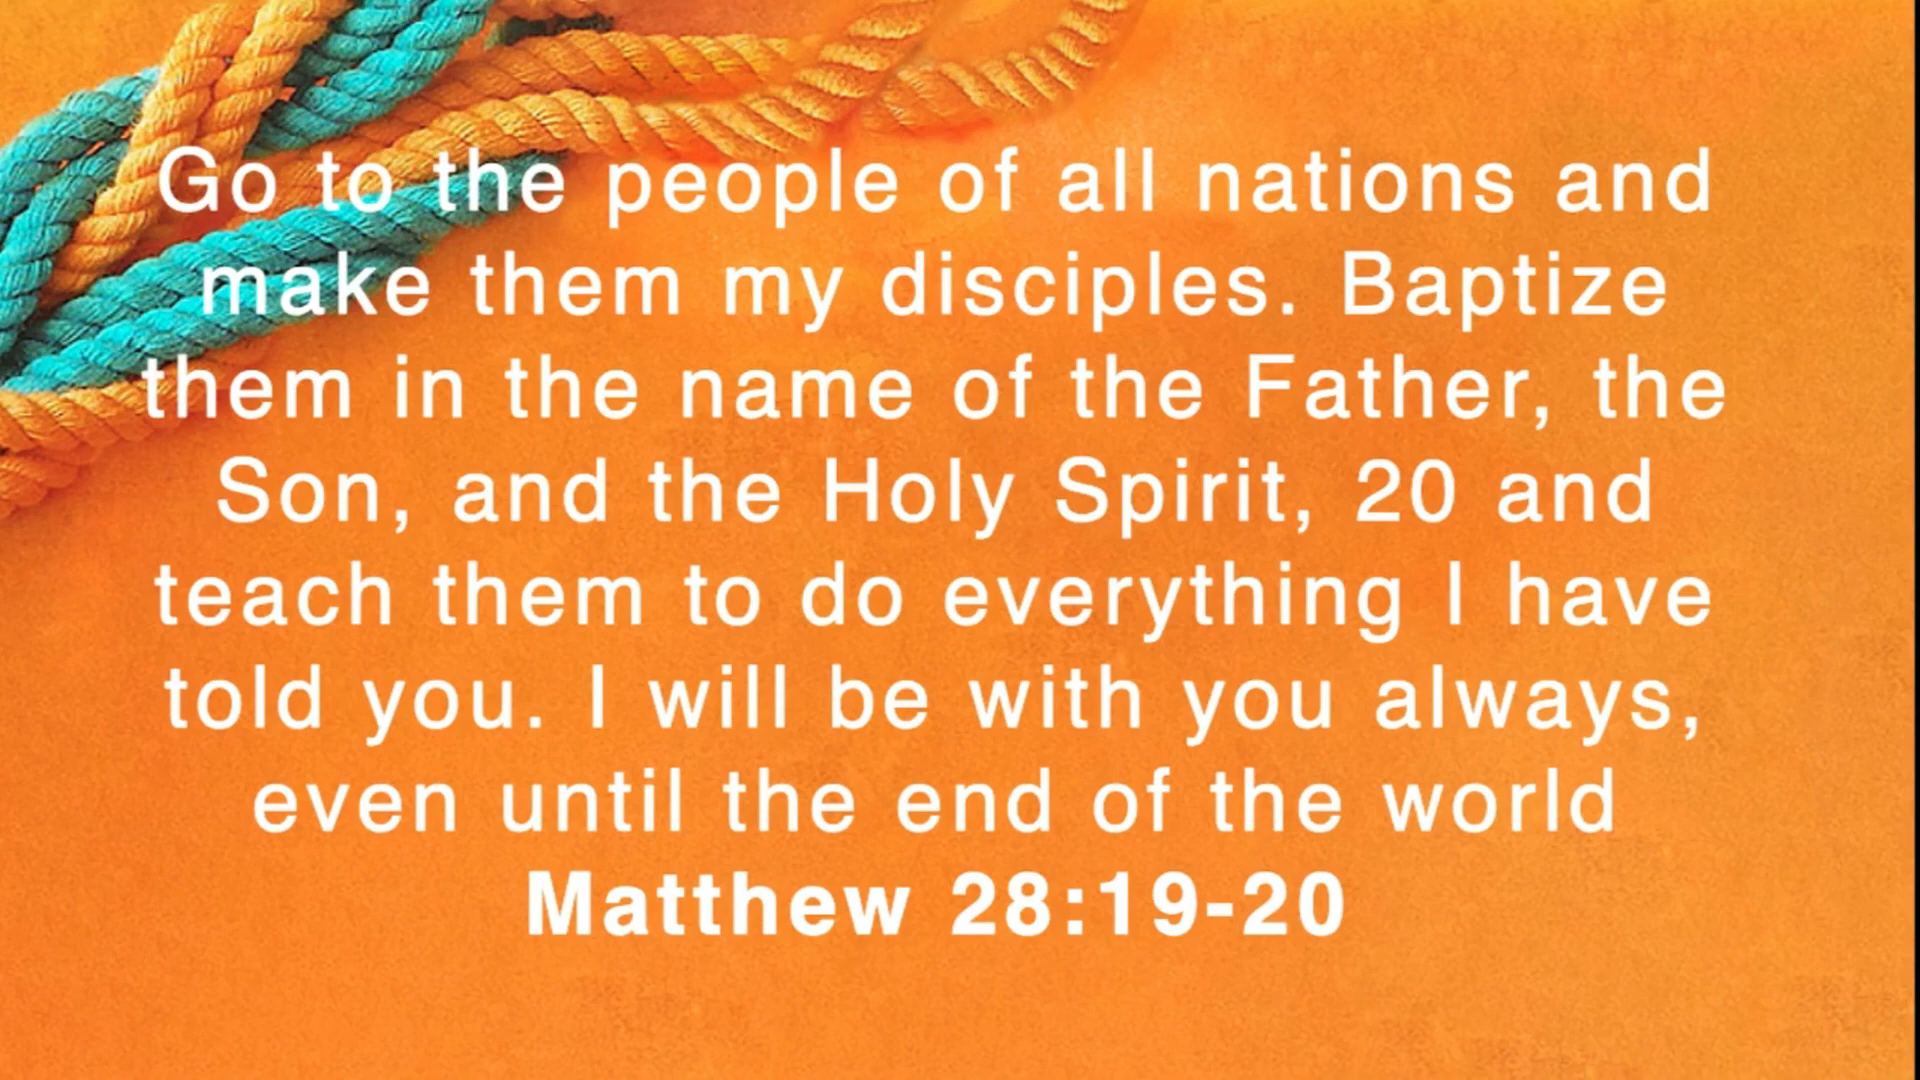 Go to the people of all nations and
make them my disciples. Baptize
them in the name of the Father, the
Son, and the Holy Spirit, 20 and
teach them to do everything I have
told you. I will be with you always,
even until the end of the world
Matthew 28:19-20